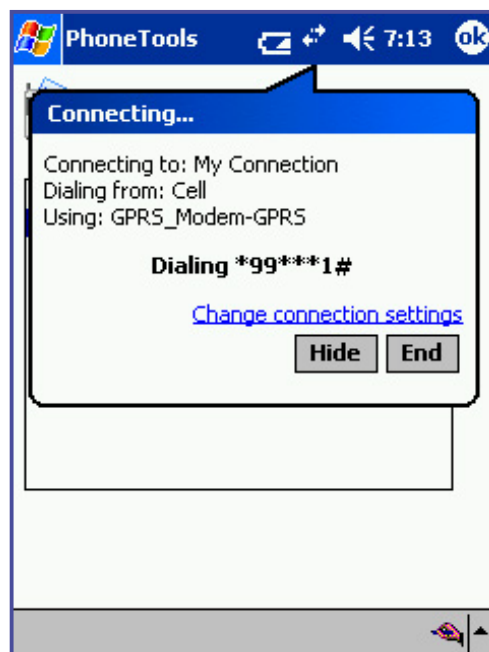 PhoneTools 7:13 ok
Connecting...
Connecting to: My Connection
Dialing from: Cell
Using: GPRS_Modem-GPRS
Dialing *99***1#
Change connection settings
Hide End